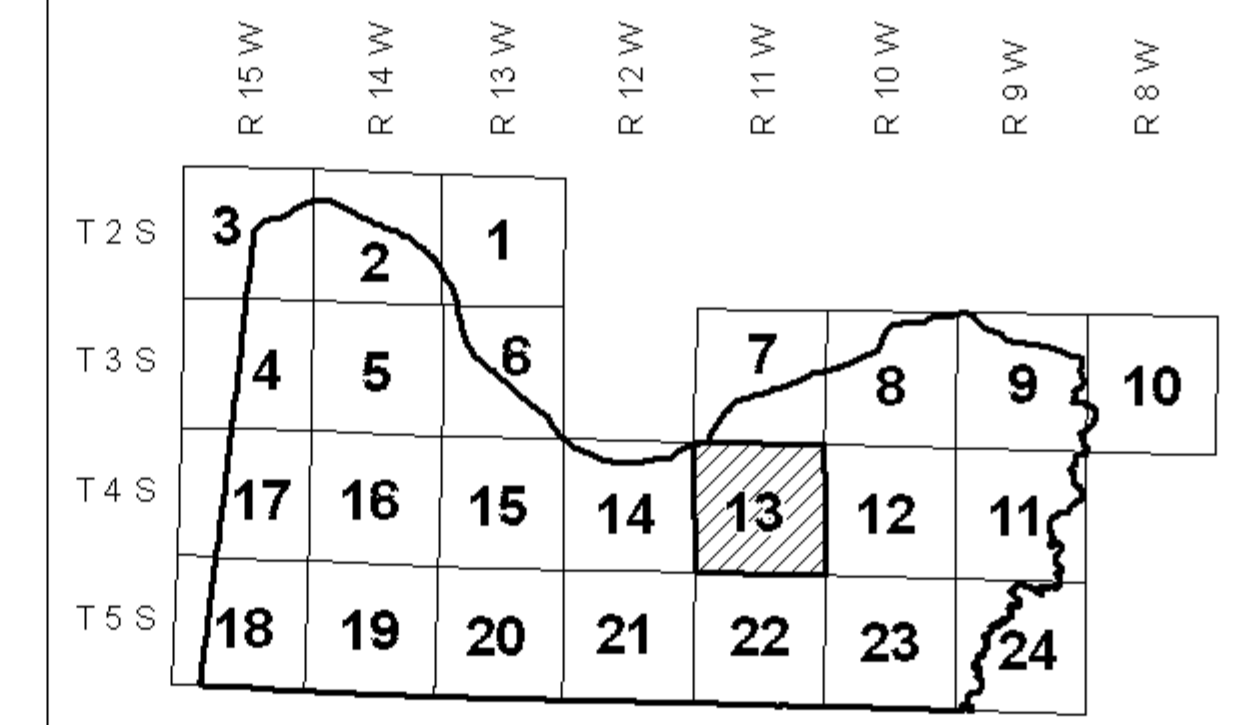 R 15 W R 14 W R 13 W R 12 W R 11 W R 10 W R 9 W R 8 W
T 2 S 3 2 1
T 3 S 4 5 6 7 8 9 10
T 4 S 17 16 15 14 13 12 11
T 5 S 18 19 20 21 22 23 24